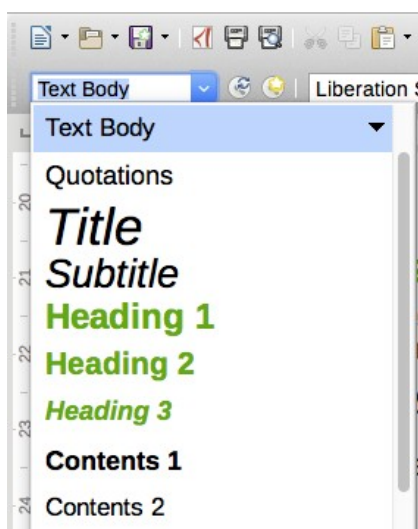 Text Body
Liberation S
Text Body
Quotations
Title
Subtitle
Heading 1
Heading 2
Heading 3
Contents 1
Contents 2
20
21
22
23
24